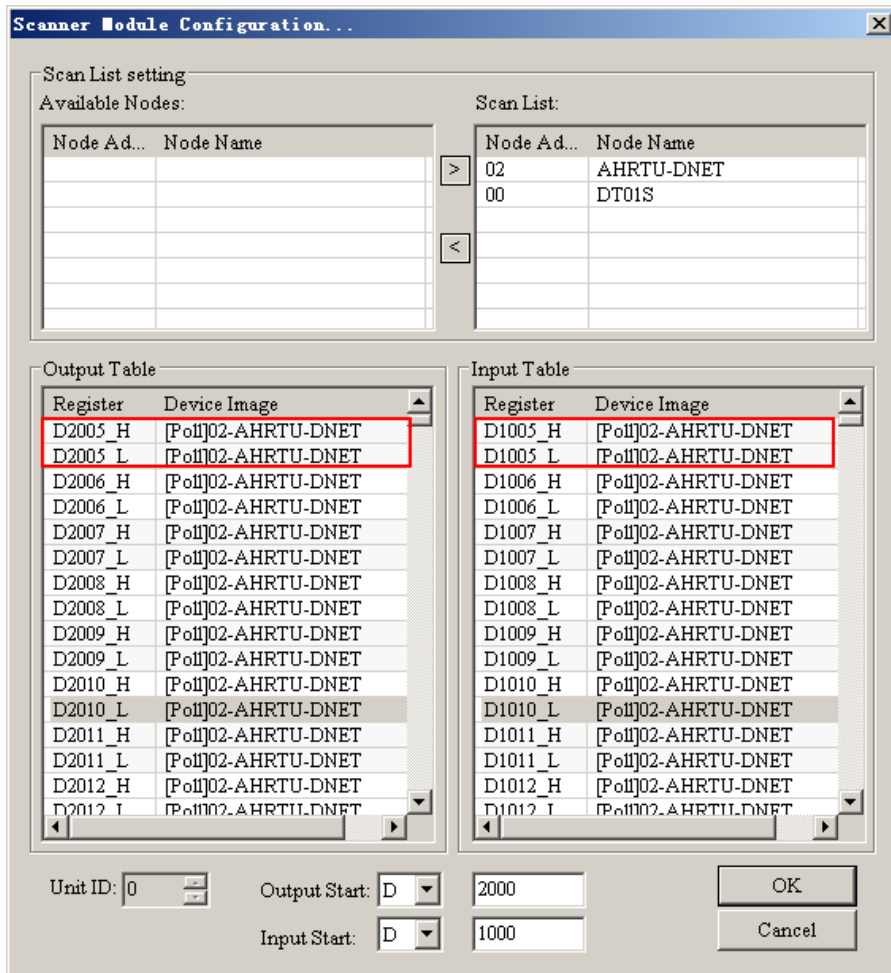 Scanner Module Configuration...
Scan List setting
Available Nodes:
Node Ad... Node Name
>
<
Scan List:
Node Ad... Node Name
02 AHRTU-DNET
00 DT01S
Output Table
Register Device Image
D2005_H [Poll]02-AHRTU-DNET
D2005_L [Poll]02-AHRTU-DNET
D2006_H [Poll]02-AHRTU-DNET
D2006_L [Poll]02-AHRTU-DNET
D2007_H [Poll]02-AHRTU-DNET
D2007_L [Poll]02-AHRTU-DNET
D2008_H [Poll]02-AHRTU-DNET
D2008_L [Poll]02-AHRTU-DNET
D2009_H [Poll]02-AHRTU-DNET
D2009_L [Poll]02-AHRTU-DNET
D2010_H [Poll]02-AHRTU-DNET
D2010_L [Poll]02-AHRTU-DNET
D2011_H [Poll]02-AHRTU-DNET
D2011_L [Poll]02-AHRTU-DNET
D2012_H [Poll]02-AHRTU-DNET
D2012_L [Poll]02-AHRTU-DNET
Input Table
Register Device Image
D1005_H [Poll]02-AHRTU-DNET
D1005_L [Poll]02-AHRTU-DNET
D1006_H [Poll]02-AHRTU-DNET
D1006_L [Poll]02-AHRTU-DNET
D1007_H [Poll]02-AHRTU-DNET
D1007_L [Poll]02-AHRTU-DNET
D1008_H [Poll]02-AHRTU-DNET
D1008_L [Poll]02-AHRTU-DNET
D1009_H [Poll]02-AHRTU-DNET
D1009_L [Poll]02-AHRTU-DNET
D1010_H [Poll]02-AHRTU-DNET
D1010_L [Poll]02-AHRTU-DNET
D1011_H [Poll]02-AHRTU-DNET
D1011_L [Poll]02-AHRTU-DNET
D1012_H [Poll]02-AHRTU-DNET
D1012_L [Poll]02-AHRTU-DNET
Unit ID: 0
Output Start: D 2000
Input Start: D 1000
OK
Cancel